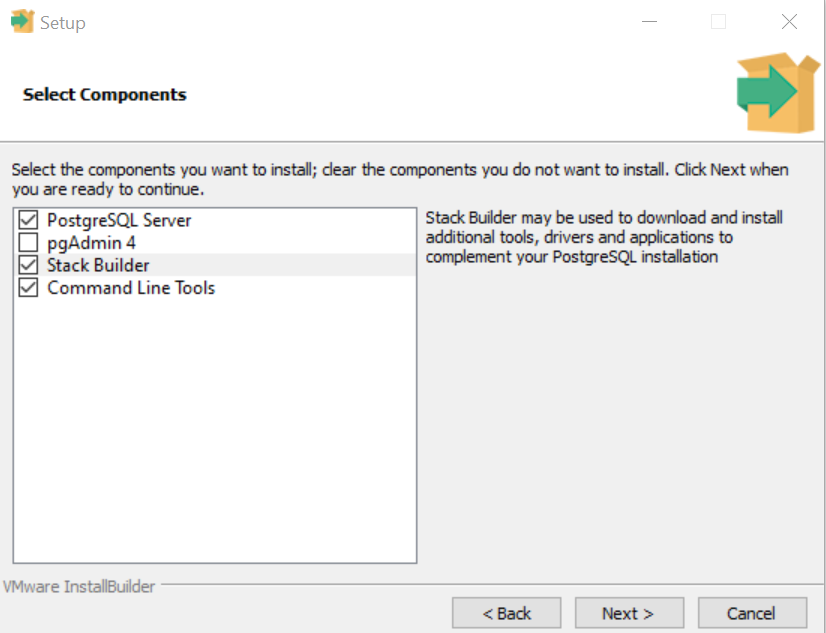 Setup
Select Components
Select the components you want to install; clear the components you do not want to install. Click Next when
you are ready to continue.
PostgreSQL Server
pgAdmin 4
Stack Builder
Command Line Tools
Stack Builder may be used to download and install
additional tools, drivers and applications to
complement your PostgreSQL installation
VMware InstallBuilder
< Back
Next >
Cancel